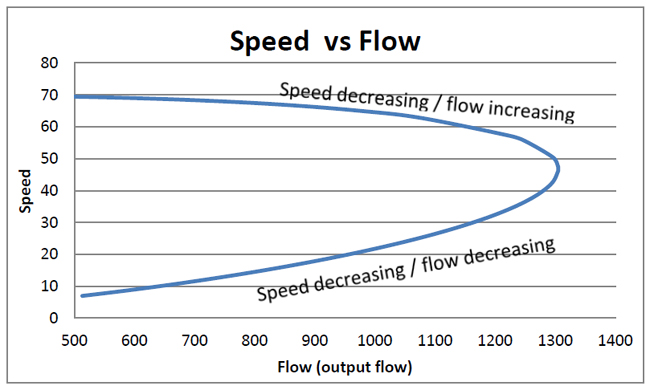 Speed vs Flow
80
70
60
50
40
30
20
10
0
Speed
Speed decreasing / flow increasing
Speed decreasing / flow decreasing
500 600 700 800 900 1000 1100 1200 1300 1400
Flow (output flow)